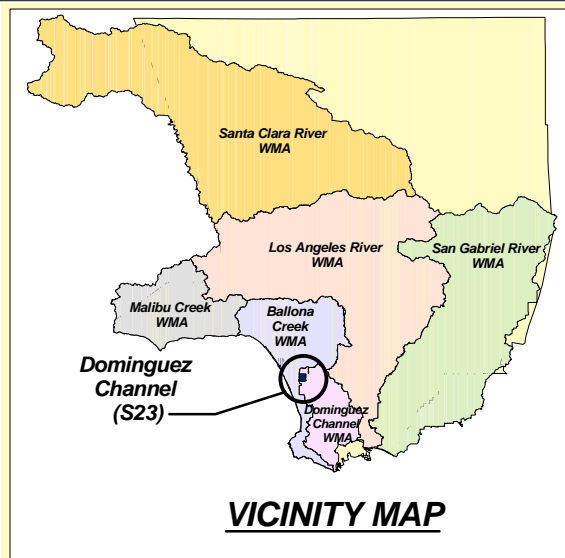 Santa Clara River
WMA
Los Angeles River
WMA
San Gabriel River
WMA
Malibu Creek
WMA
Ballona
Creek
WMA
Dominguez
Channel
(S23)
Dominguez
Channel
WMA
VICINITY MAP